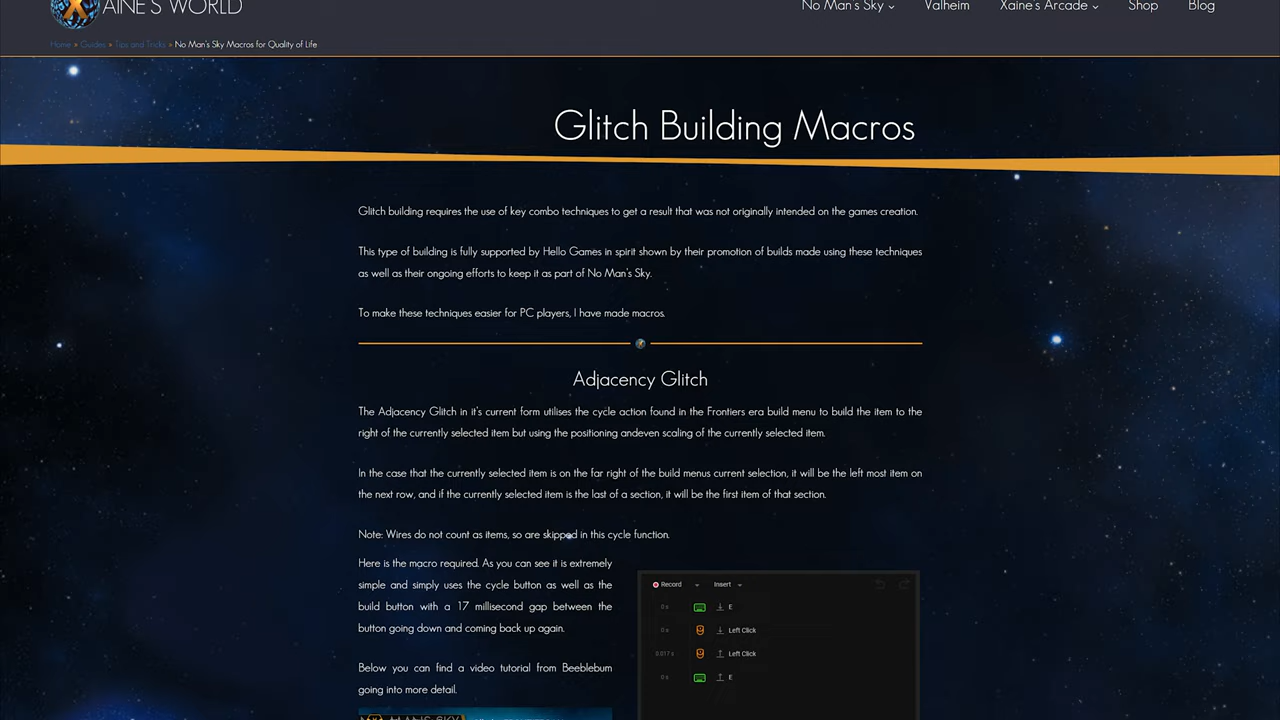 AINE'S WORLD
No Man's Sky Valheim Xaine's Arcade Shop Blog
Home » Guides » Tips and Tricks » No Man's Sky Macros for Quality of Life
Glitch Building Macros
Glitch building requires the use of key combo techniques to get a result that was not originally intended on the games creation.
This type of building is fully supported by Hello Games in spirit shown by their promotion of builds made using these techniques
as well as their ongoing efforts to keep it as part of No Man's Sky.
To make these techniques easier for PC players, I have made macros.
Adjacency Glitch
The Adjacency Glitch in it's current form utilises the cycle action found in the Frontiers era build menu to build the item to the
right of the currently selected item but using the positioning andeven scaling of the currently selected item.
In the case that the currently selected item is on the far right of the build menus current selection, it will be the left most item on
the next row, and if the currently selected item is the last of a section, it will be the first item of that section.
Note: Wires do not count as items, so are skipped in this cycle function.
Here is the macro required. As you can see it is extremely
simple and simply uses the cycle button as well as the
build button with a 17 millisecond gap between the
button going down and coming back up again.
Below you can find a video tutorial from Beeblebum
going into more detail.
Record Insert
0 s E
0 s Left Click
0.017 s Left Click
0 s E